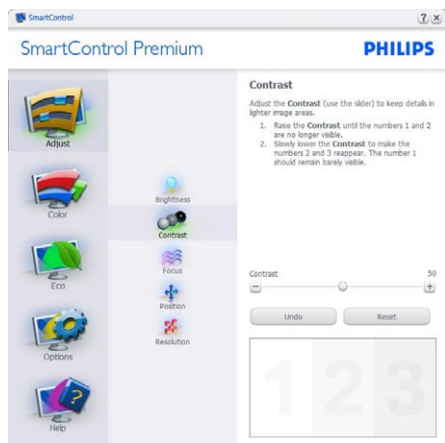 SmartControl
? x
SmartControl Premium
PHILIPS
Adjust
Color
Eco
Options
Help
Brightness
Contrast
Focus
Position
Resolution
Contrast
Adjust the Contrast (use the slider) to keep details in
lighter image areas.
1. Raise the Contrast until the numbers 1 and 2
are no longer visible.
2. Slowly lower the Contrast to make the
numbers 2 and 3 reappear. The number 1
should remain barely visible.
Contrast 50
− +
Undo Reset
1 2 3